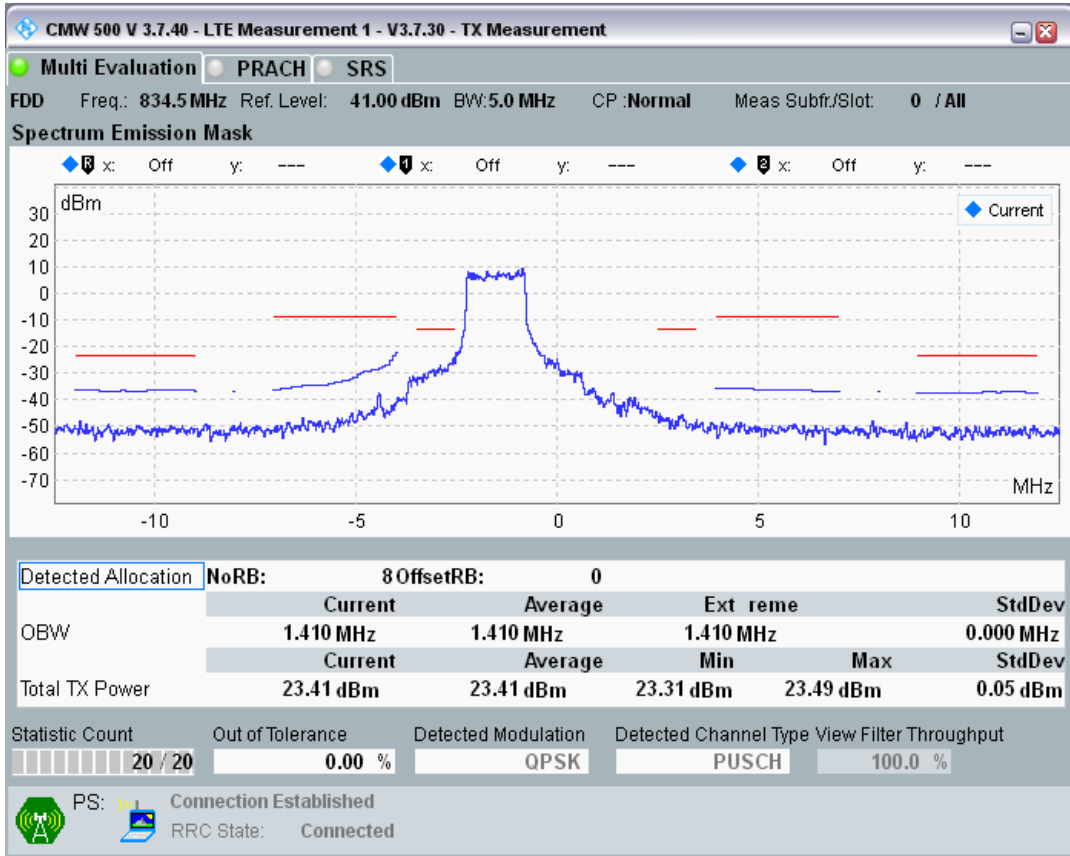 CMW 500 V 3.7.40 - LTE Measurement 1 - V3.7.30 - TX Measurement
Multi Evaluation PRACH SRS
FDD Freq.: 834.5 MHz Ref. Level: 41.00 dBm BW: 5.0 MHz CP :Normal Meas Subfr./Slot: 0 / All
Spectrum Emission Mask
R x: Off y: --- 1 x: Off y: --- 2 x: Off y: ---
dBm
Current
30
20
10
0
-10
-20
-30
-40
-50
-60
-70
MHz
-10 -5 0 5 10
Detected Allocation NoRB: 8 OffsetRB: 0
Current Average Ext reme StdDev
OBW 1.410 MHz 1.410 MHz 1.410 MHz 0.000 MHz
Current Average Min Max StdDev
Total TX Power 23.41 dBm 23.41 dBm 23.31 dBm 23.49 dBm 0.05 dBm
Statistic Count Out of Tolerance Detected Modulation Detected Channel Type View Filter Throughput
20 / 20 0.00 % QPSK PUSCH 100.0 %
PS: Connection Established
RRC State: Connected